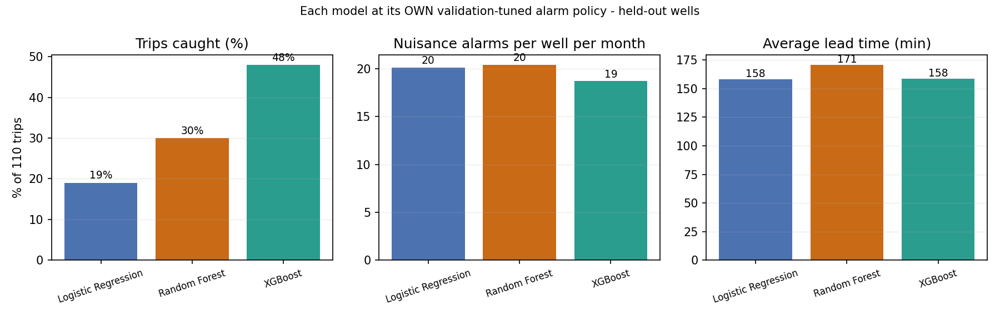 Each model at its OWN validation-tuned alarm policy - held-out wells
Trips caught (%)
% of 110 trips
50
40
30
20
10
0
19%
30%
48%
Logistic Regression
Random Forest
XGBoost
Nuisance alarms per well per month
20
15
10
5
0
20
20
19
Logistic Regression
Random Forest
XGBoost
Average lead time (min)
175
150
125
100
75
50
25
0
158
171
158
Logistic Regression
Random Forest
XGBoost